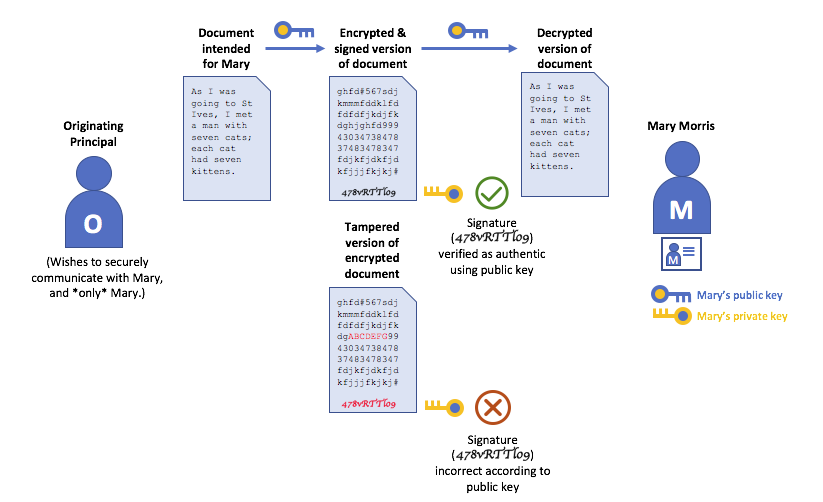 Document
intended
for Mary
Encrypted &
signed version
of document
Decrypted
version of
document
As I was
going to St
Ives, I met
a man with
seven cats;
each cat
had seven
kittens.
ghfd#567sdj
kmmmfddklfd
fdfdfjkdjfk
dghjghfd999
43034738478
37483478347
fdjkfjdkfjd
kfjjjfkjkj#
478vRTTlo9
As I was
going to St
Ives, I met
a man with
seven cats;
each cat
had seven
kittens.
Originating
Principal
O
(Wishes to securely
communicate with Mary,
and *only* Mary.)
Signature
(478vRTTlo9)
verified as authentic
using public key
Mary Morris
M
M
Mary's public key
Mary's private key
Tampered
version of
encrypted
document
ghfd#567sdj
kmmmfddklfd
fdfdfjkdjfk
dgABCDEFG99
43034738478
37483478347
fdjkfjdkfjd
kfjjjfkjkj#
478vRTTlo9
Signature
(478vRTTlo9)
incorrect according to
public key